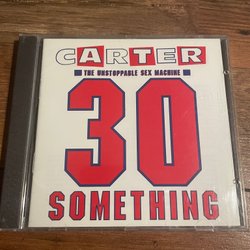 CARTER
THE UNSTOPPABLE SEX MACHINE
30
SOMETHING